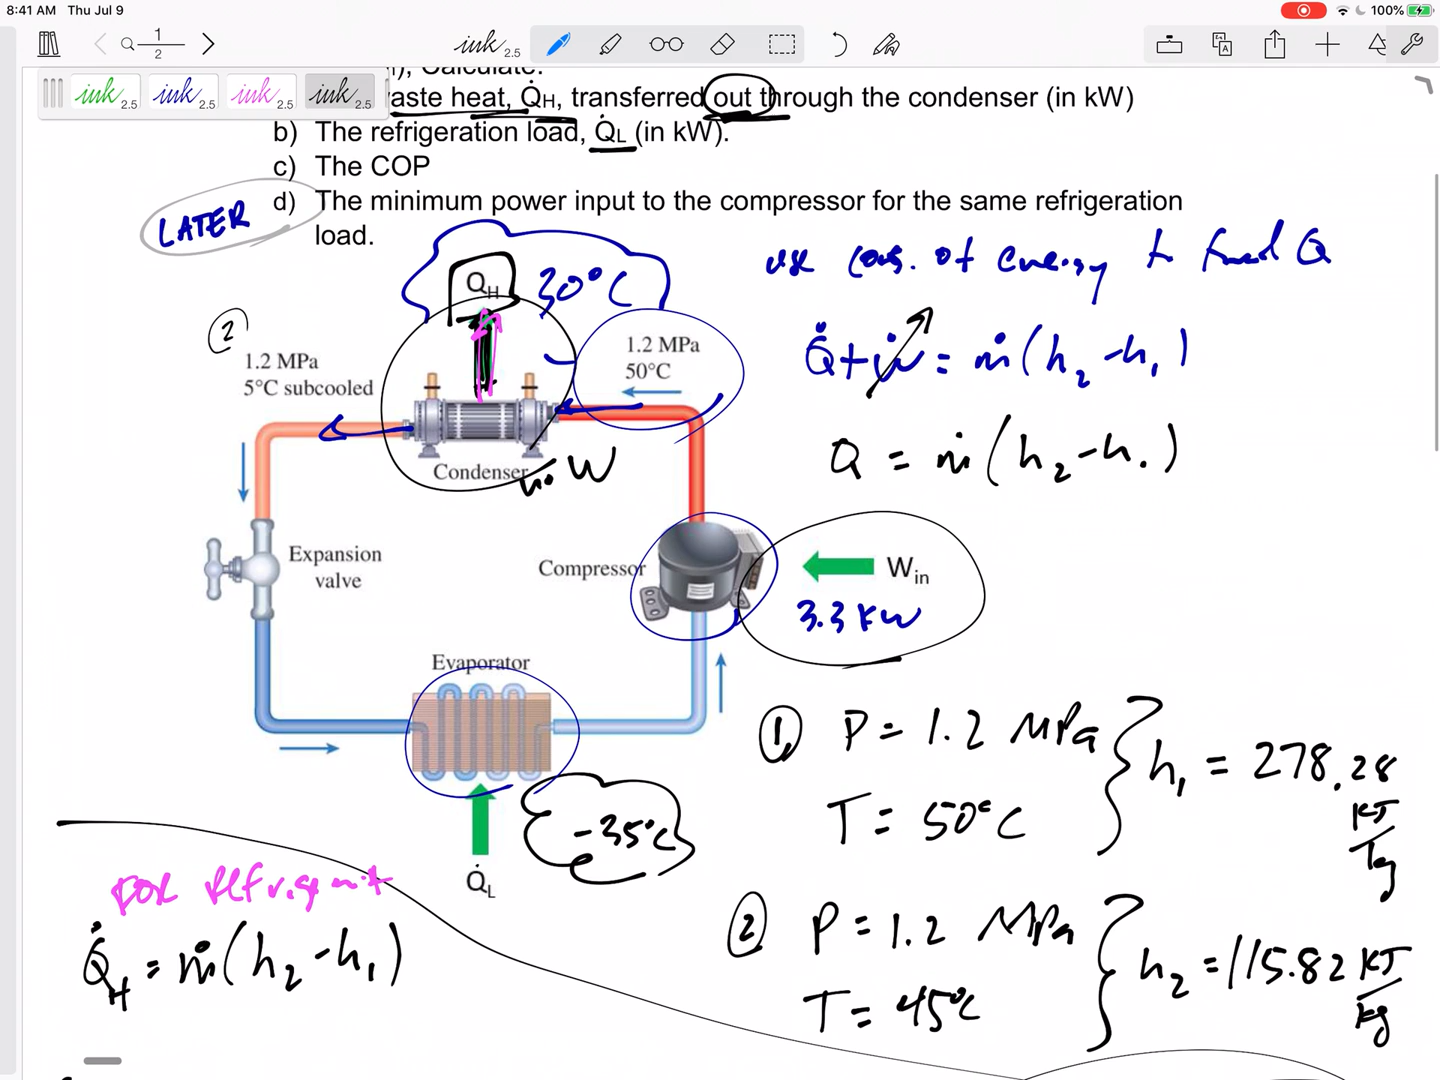 8:41 AM Thu Jul 9
100%
1
2
ink 2.5
ink 2.5
ink 2.5
ink 2.5
ink 2.5
), Calculate:
aste heat, Q̇H, transferred out through the condenser (in kW)
b) The refrigeration load, Q̇L (in kW).
c) The COP
LATER
d) The minimum power input to the compressor for the same refrigeration
load.
use cons. of energy to find Q
QH
30°C
②
1.2 MPa
5°C subcooled
1.2 MPa
50°C
Q̇ + ẇ = ṁ(h₂ - h₁)
Condenser
no W
Q = ṁ(h₂ - h₁)
Expansion
valve
Compressor
Win
3.3 kW
Evaporator
① P = 1.2 MPa
T = 50°C
h₁ = 278.28 kJ/kg
-35°C
Q̇L
FOR Refrigerant
Q̇H = ṁ(h₂ - h₁)
② P = 1.2 MPa
T = 45°C
h₂ = 115.82 kJ/kg